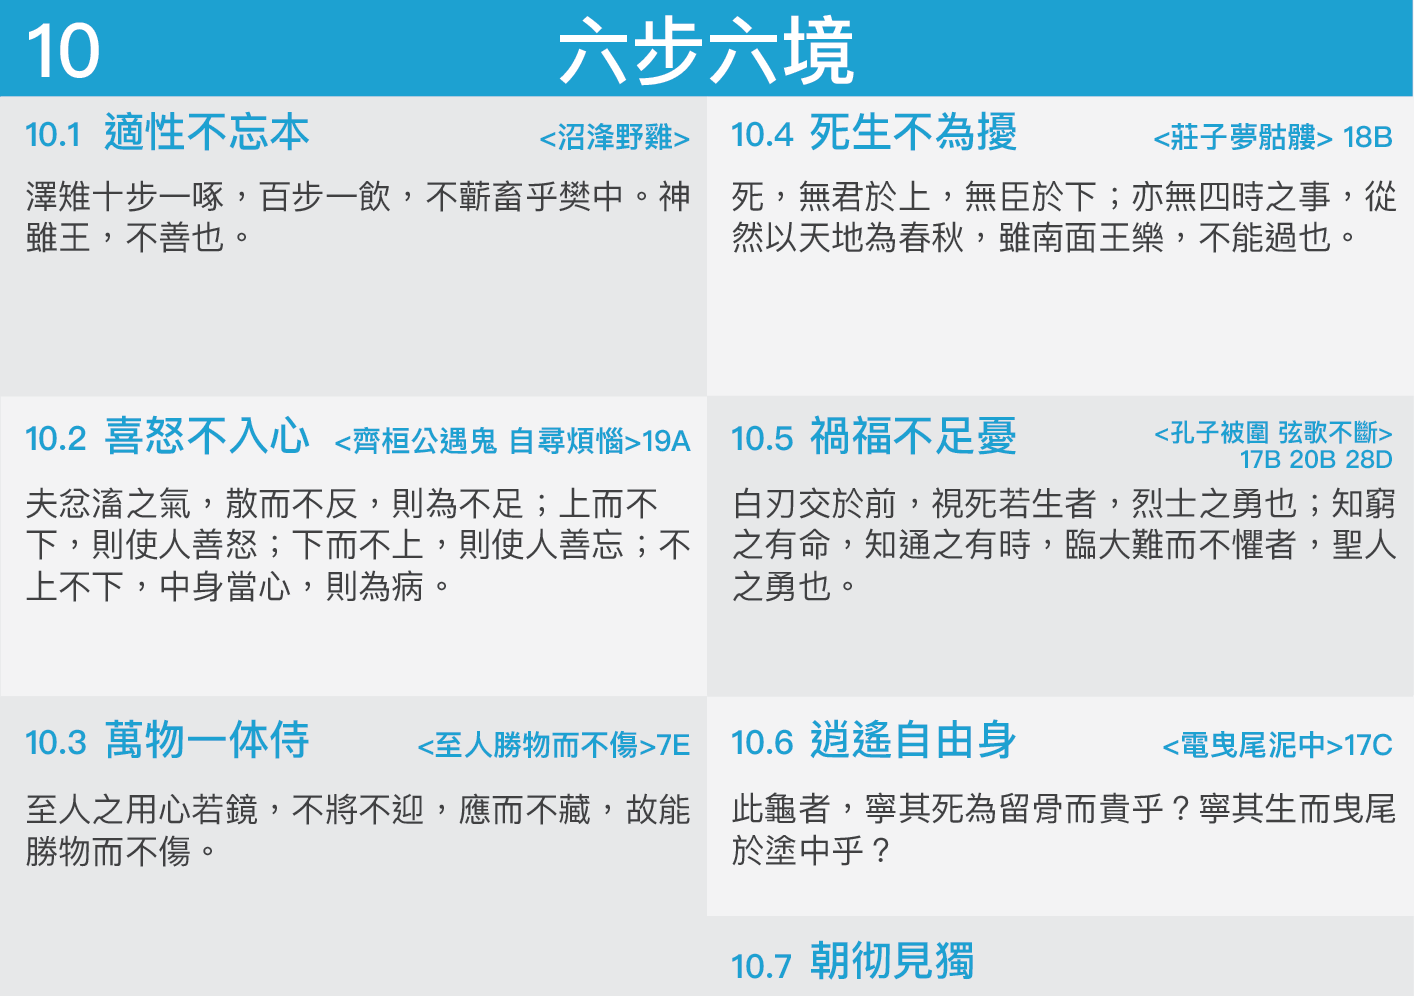 10 六步六境
10.1 適性不忘本 <沼浲野雞>
澤雉十步一啄，百步一飲，不蘄畜乎樊中。神
雖王，不善也。
10.2 喜怒不入心 <齊桓公遇鬼 自尋煩惱>19A
夫忿滀之氣，散而不反，則為不足；上而不
下，則使人善怒；下而不上，則使人善忘；不
上不下，中身當心，則為病。
10.3 萬物一体侍 <至人勝物而不傷>7E
至人之用心若鏡，不將不迎，應而不藏，故能
勝物而不傷。
10.4 死生不為擾 <莊子夢骷髏> 18B
死，無君於上，無臣於下；亦無四時之事，從
然以天地為春秋，雖南面王樂，不能過也。
10.5 禍福不足憂 <孔子被圍 弦歌不斷>
17B 20B 28D
白刃交於前，視死若生者，烈士之勇也；知窮
之有命，知通之有時，臨大難而不懼者，聖人
之勇也。
10.6 逍遙自由身 <電曳尾泥中>17C
此龜者，寧其死為留骨而貴乎？寧其生而曳尾
於塗中乎？
10.7 朝彻見獨